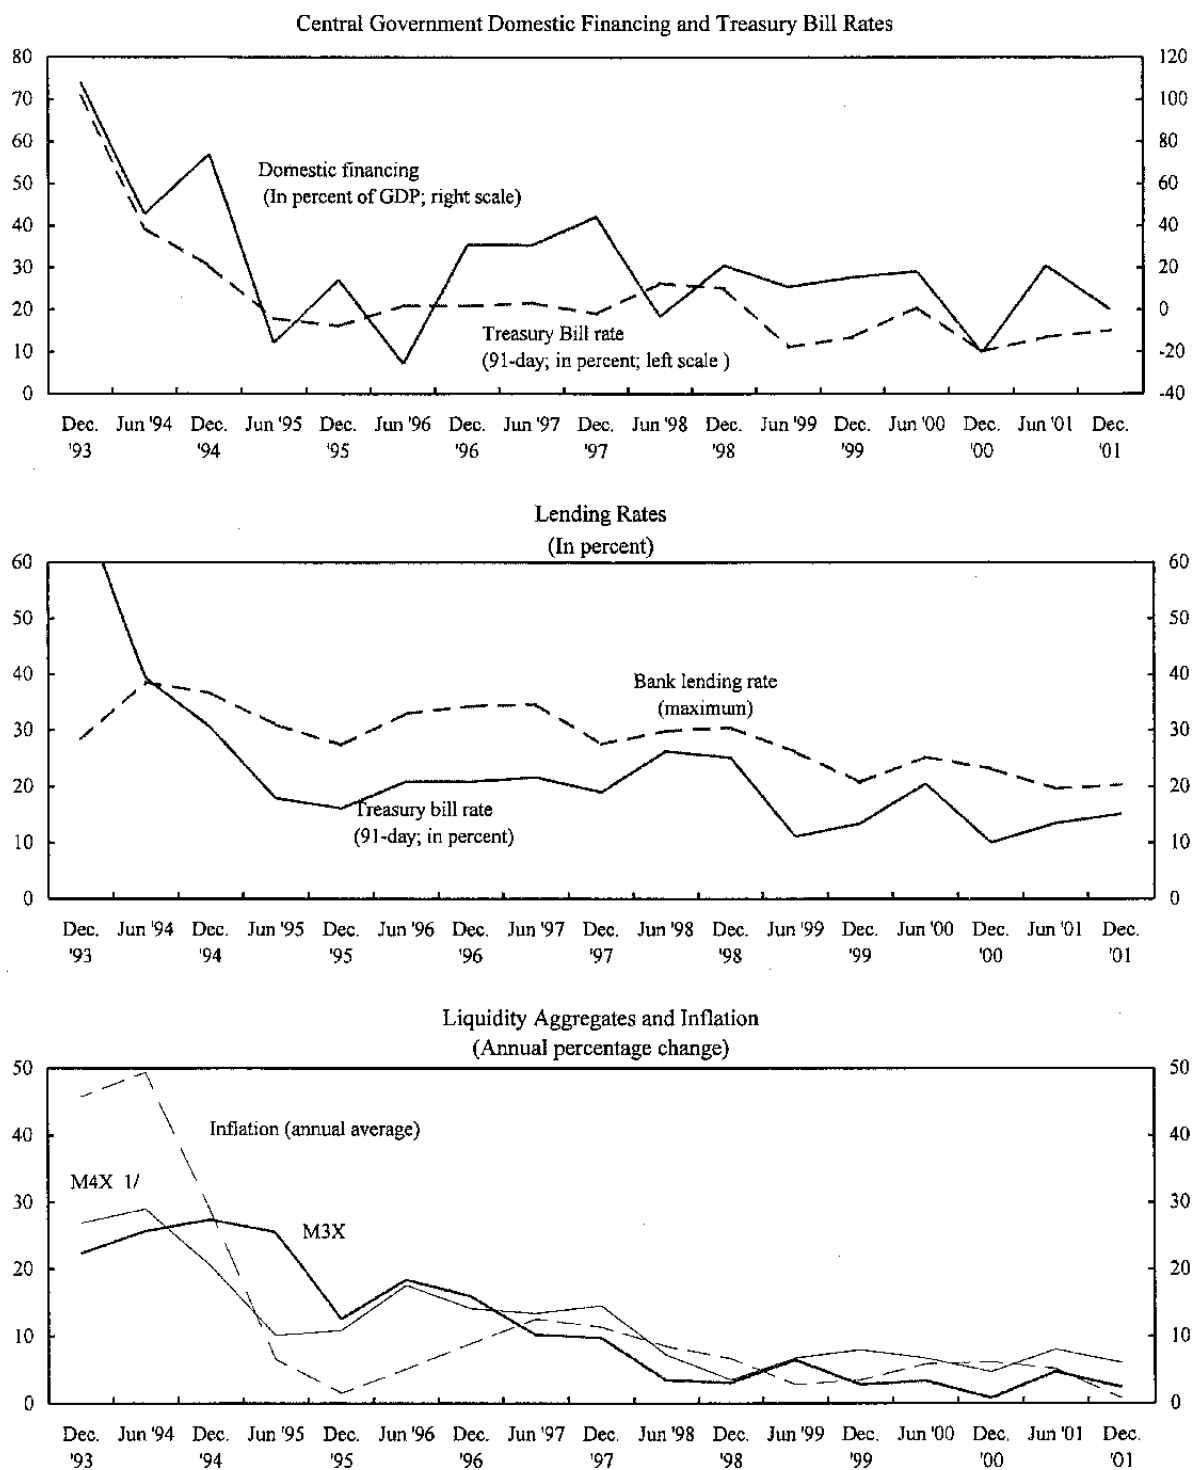 Central Government Domestic Financing and Treasury Bill Rates
80 120
70 100
60 80
50 60
40 40
30 20
20 0
10 -20
0 -40
Domestic financing
(In percent of GDP; right scale)
Treasury Bill rate
(91-day; in percent; left scale )
Dec. Jun '94 Dec. Jun '95 Dec. Jun '96 Dec. Jun '97 Dec. Jun '98 Dec. Jun '99 Dec. Jun '00 Dec. Jun '01 Dec.
'93 '94 '95 '96 '97 '98 '99 '00 '01
Lending Rates
(In percent)
60 60
50 50
40 40
30 30
20 20
10 10
0 0
Bank lending rate
(maximum)
Treasury bill rate
(91-day; in percent)
Dec. Jun '94 Dec. Jun '95 Dec. Jun '96 Dec. Jun '97 Dec. Jun '98 Dec. Jun '99 Dec. Jun '00 Dec. Jun '01 Dec.
'93 '94 '95 '96 '97 '98 '99 '00 '01
Liquidity Aggregates and Inflation
(Annual percentage change)
50 50
40 40
30 30
20 20
10 10
0 0
Inflation (annual average)
M4X 1/
M3X
Dec. Jun '94 Dec. Jun '95 Dec. Jun '96 Dec. Jun '97 Dec. Jun '98 Dec. Jun '99 Dec. Jun '00 Dec. Jun '01 Dec.
'93 '94 '95 '96 '97 '98 '99 '00 '01